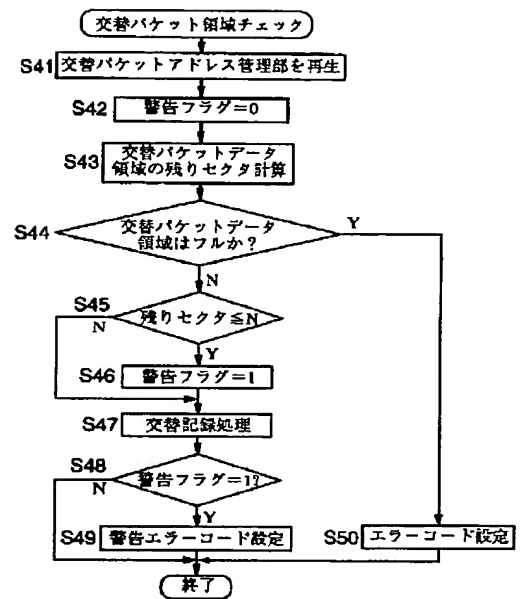 交替パケット領域チェック
S41
交替パケットアドレス管理部を再生
S42
警告フラグ=0
S43
交替パケットデータ
領域の残りセクタ計算
S44
交替パケットデータ
領域はフルか?
Y
N
S45
残りセクタ≦N
N
Y
S46
警告フラグ=1
S47
交替記録処理
S48
警告フラグ=1?
N
Y
S49
警告エラーコード設定
S50
エラーコード設定
終了